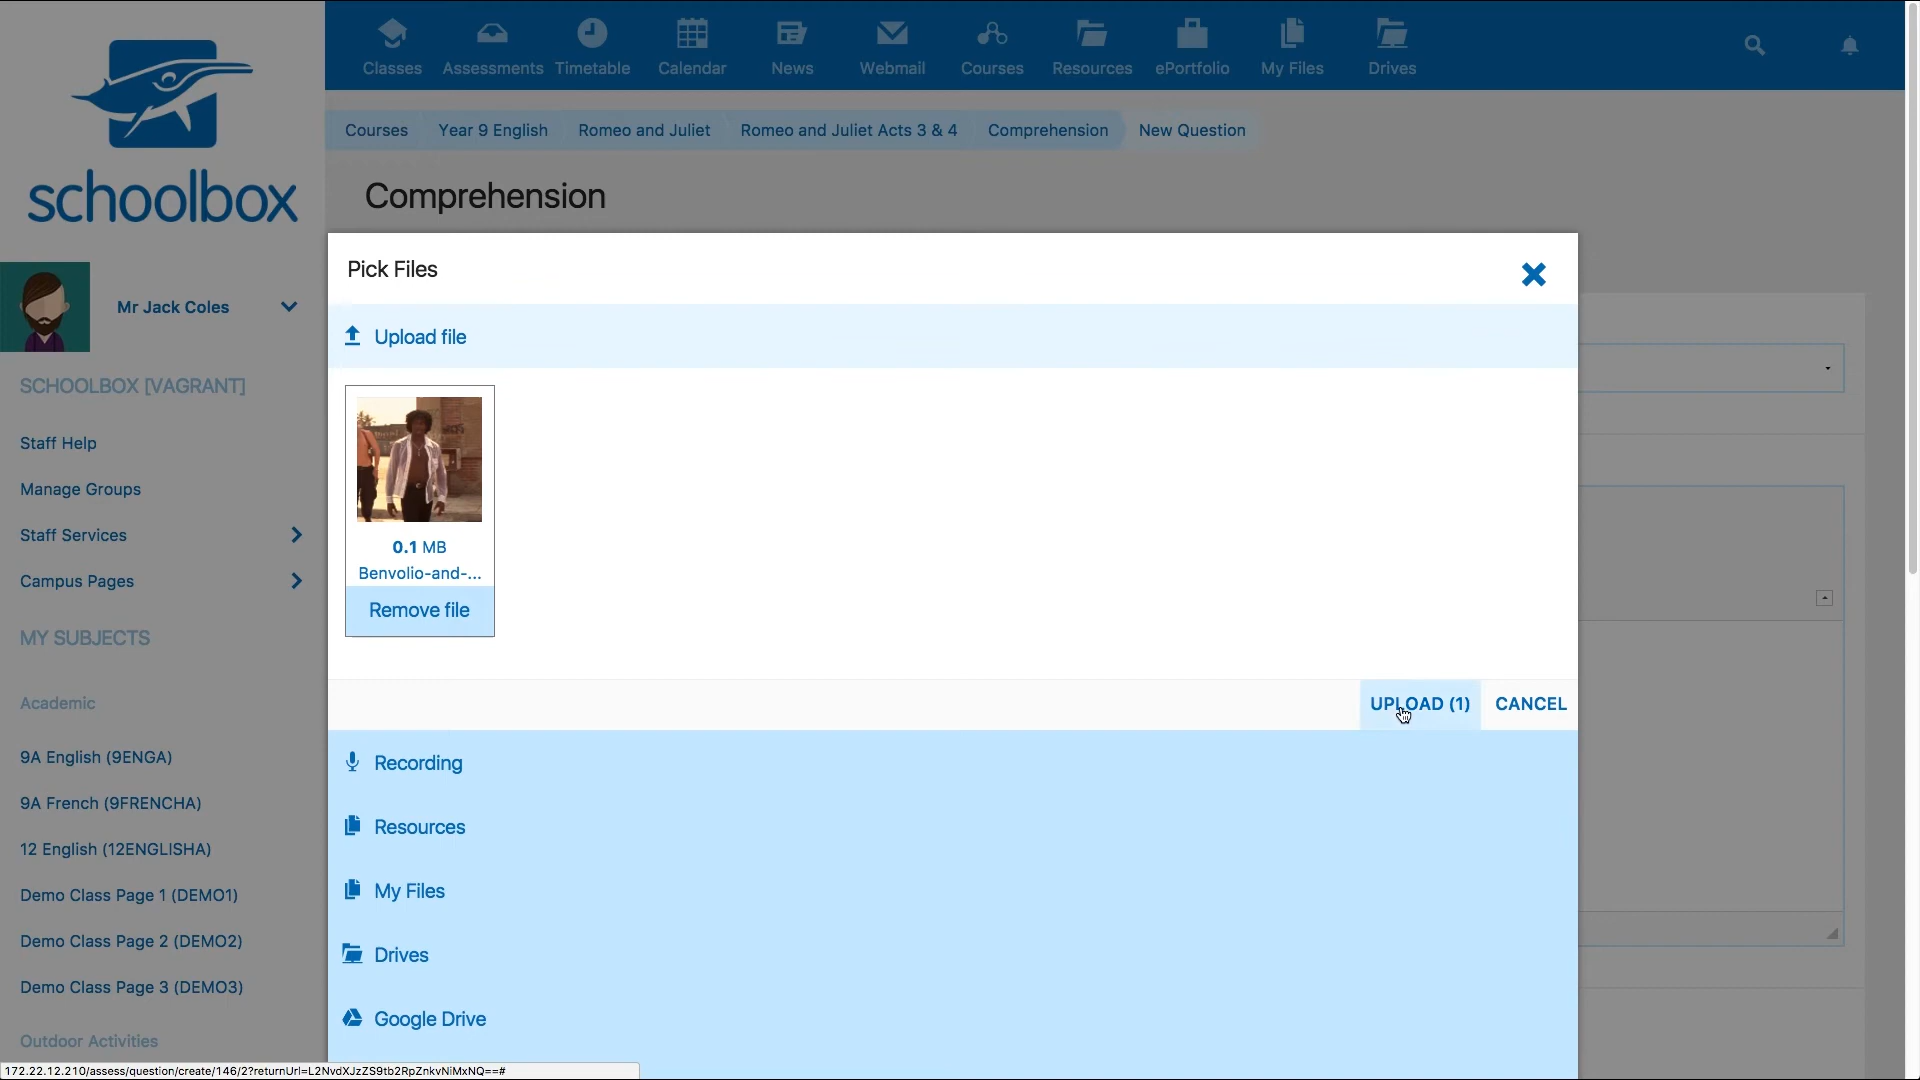 Classes Assessments Timetable Calendar News Webmail Courses Resources ePortfolio My Files Drives
schoolbox
Courses Year 9 English Romeo and Juliet Romeo and Juliet Acts 3 & 4 Comprehension New Question
Comprehension
Mr Jack Coles
SCHOOLBOX [VAGRANT]
Staff Help
Manage Groups
Staff Services
Campus Pages
MY SUBJECTS
Academic
9A English (9ENGA)
9A French (9FRENCHA)
12 English (12ENGLISHA)
Demo Class Page 1 (DEMO1)
Demo Class Page 2 (DEMO2)
Demo Class Page 3 (DEMO3)
Outdoor Activities
Pick Files
Upload file
0.1 MB
Benvolio-and-...
Remove file
UPLOAD (1) CANCEL
Recording
Resources
My Files
Drives
Google Drive
172.22.12.210/assess/question/create/146/2?returnUrl=L2NvdXJzZS9tb2RpZnkvNiMxNQ==#